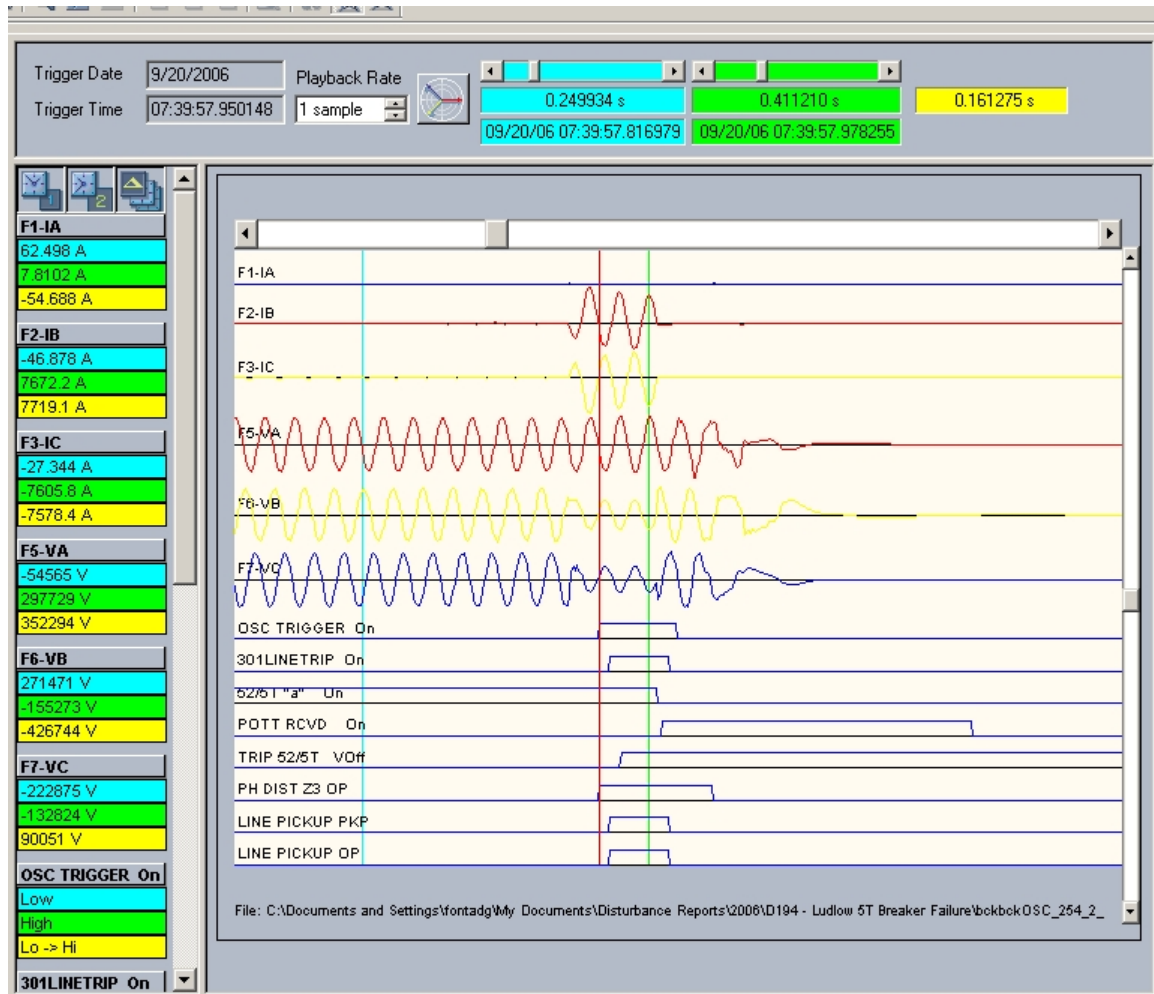 Trigger Date 9/20/2006
Trigger Time 07:39:57.950148
Playback Rate
1 sample
0.249934 s
09/20/06 07:39:57.816979
0.411210 s
09/20/06 07:39:57.978255
0.161275 s
1 2
F1-IA
62.498 A
7.8102 A
-54.688 A
F2-IB
-46.878 A
7672.2 A
7719.1 A
F3-IC
-27.344 A
-7605.8 A
-7578.4 A
F5-VA
-54565 V
297729 V
352294 V
F6-VB
271471 V
-155273 V
-426744 V
F7-VC
-222875 V
-132824 V
90051 V
OSC TRIGGER On
Low
High
Lo -> Hi
301LINETRIP On
F1-IA
F2-IB
F3-IC
F5-VA
F6-VB
F7-VC
OSC TRIGGER On
301LINETRIP On
52/5T "a" On
POTT RCVD On
TRIP 52/5T VOff
PH DIST Z3 OP
LINE PICKUP PKP
LINE PICKUP OP
File: C:\Documents and Settings\fontadg\My Documents\Disturbance Reports\2006\D194 - Ludlow 5T Breaker Failure\bckbckOSC_254_2_